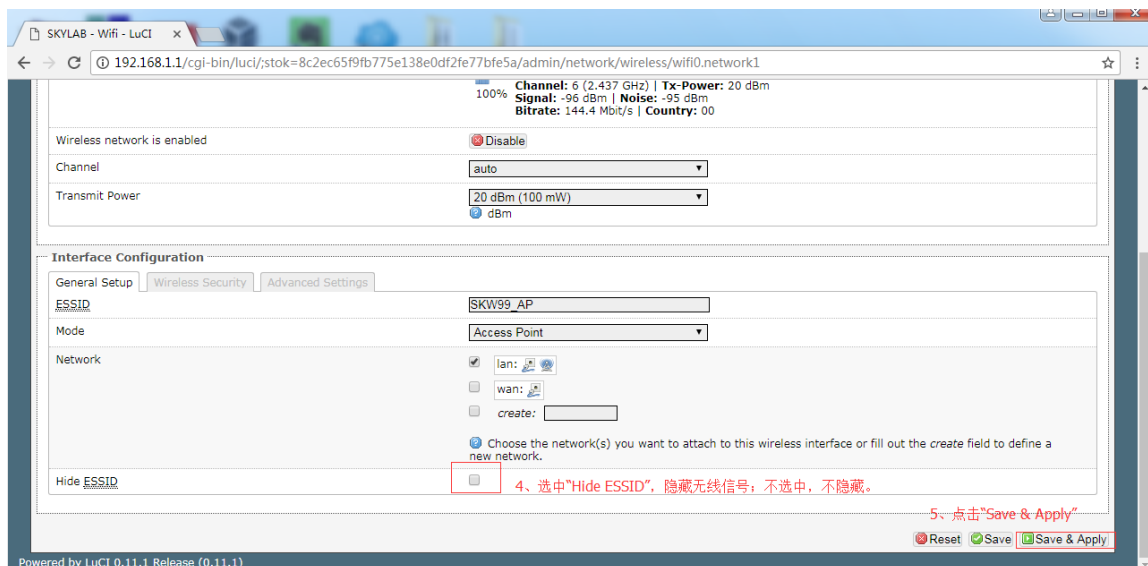 SKYLAB - Wifi - LuCI
192.168.1.1/cgi-bin/luci/;stok=8c2ec65f9fb775e138e0df2fe77bfe5a/admin/network/wireless/wifi0.network1
Channel: 6 (2.437 GHz) | Tx-Power: 20 dBm
100% Signal: -96 dBm | Noise: -95 dBm
Bitrate: 144.4 Mbit/s | Country: 00
Wireless network is enabled Disable
Channel auto
Transmit Power 20 dBm (100 mW)
dBm
Interface Configuration
General Setup Wireless Security Advanced Settings
ESSID SKW99_AP
Mode Access Point
Network lan:
wan:
create:
Choose the network(s) you want to attach to this wireless interface or fill out the create field to define a
new network.
Hide ESSID 4、选中"Hide ESSID"，隐藏无线信号；不选中，不隐藏。
5、点击"Save & Apply"
Reset Save Save & Apply
Powered by LuCI 0.11.1 Release (0.11.1)